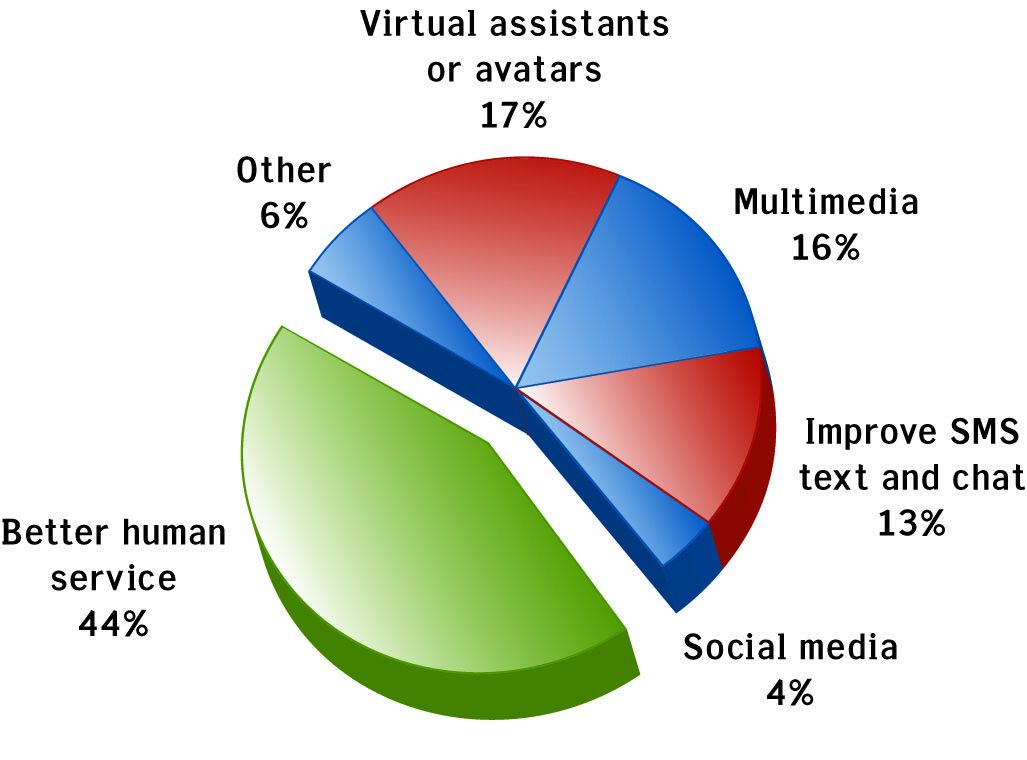 Virtual assistants
or avatars
17%
Other
6%
Multimedia
16%
Improve SMS
text and chat
13%
Better human
service
44%
Social media
4%